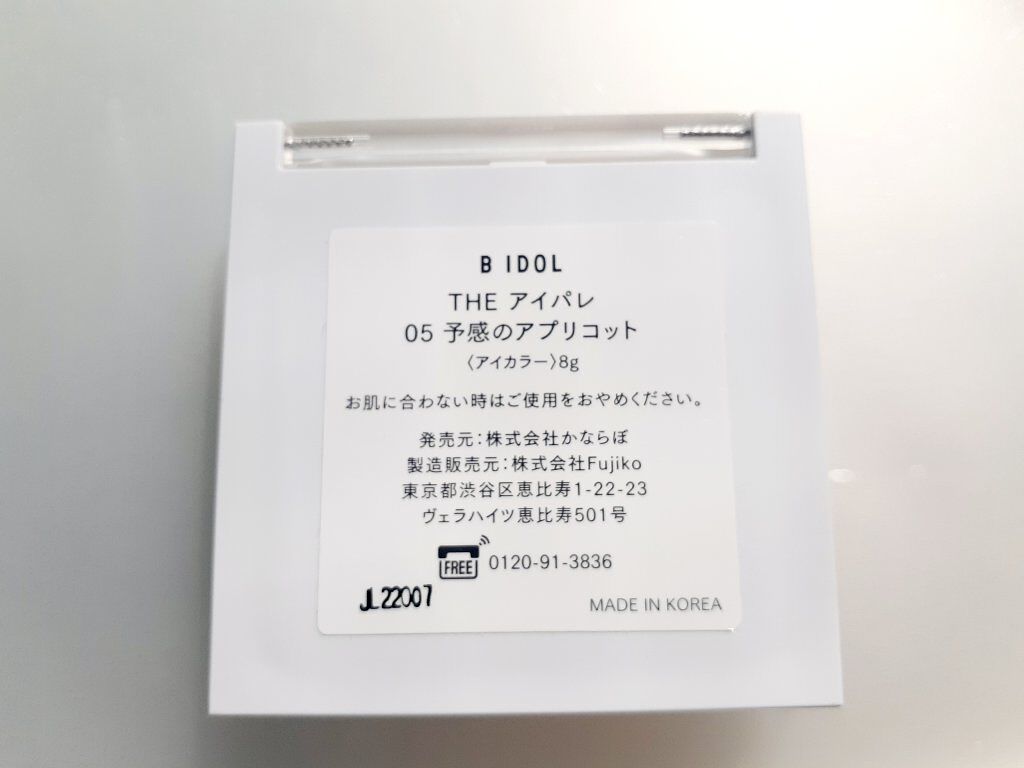 B IDOL
THE アイパレ
05 予感のアプリコット
〈アイカラー〉8g
お肌に合わない時はご使用をおやめください。
発売元：株式会社かならぼ
製造販売元：株式会社Fujiko
東京都渋谷区恵比寿1-22-23
ヴェラハイツ恵比寿501号
FREE 0120-91-3836
JL22007
MADE IN KOREA